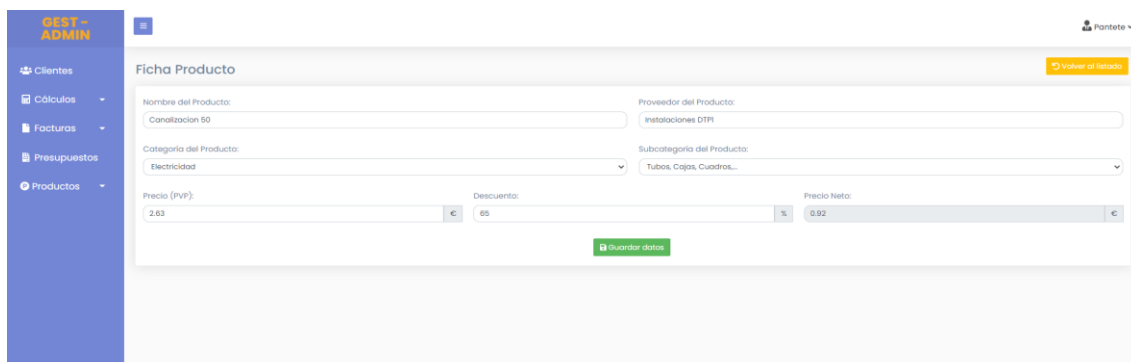 GEST-
ADMIN
Pantete
Clientes
Cálculos
Facturas
Presupuestos
Productos
Ficha Producto
Volver al listado
Nombre del Producto:
Proveedor del Producto:
Canalizacion 50
Instalaciones DTPI
Categoría del Producto:
Subcategoría del Producto:
Electricidad
Tubos, Cajas, Cuadros,...
Precio (PVP):
Descuento:
Precio Neto:
2.63 €
65 %
0.92 €
Guardar datos